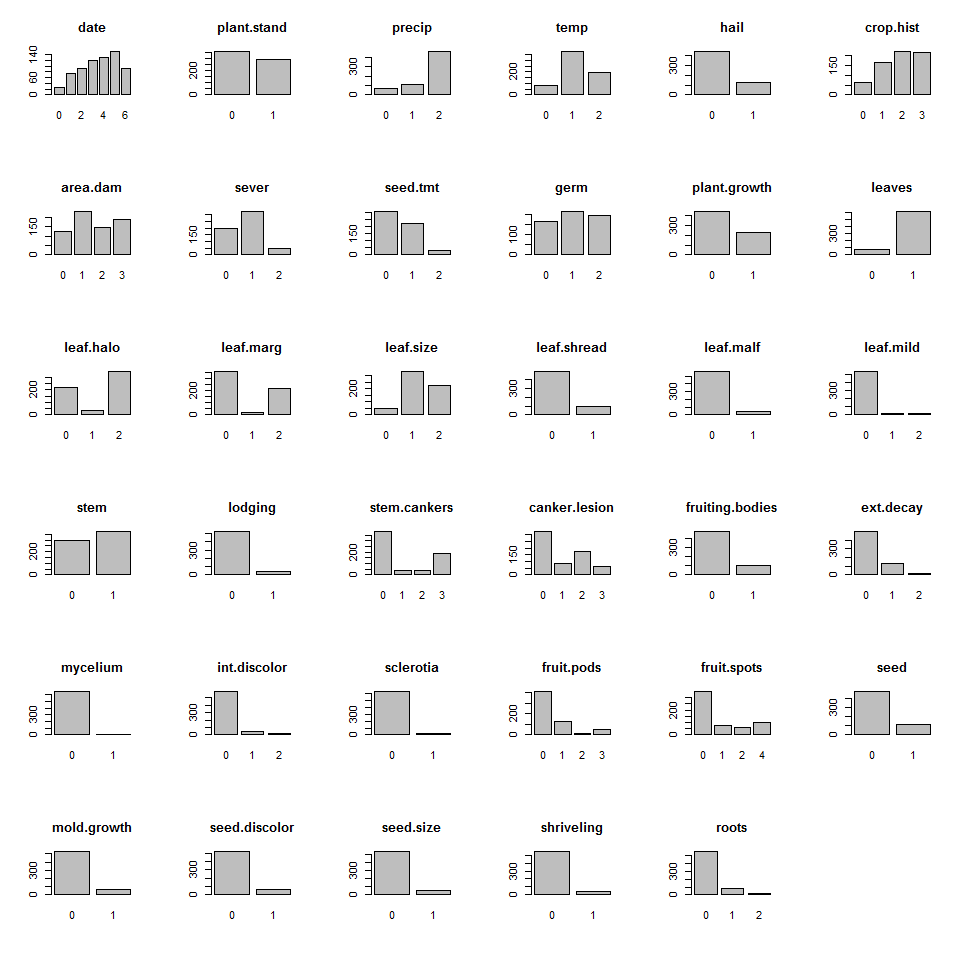 date plant.stand precip temp hail crop.hist
0 60 140 0 200 0 300 0 200 0 300 0 150
0 2 4 6 0 1 0 1 2 0 1 2 0 1 0 1 2 3
area.dam sever seed.tmt germ plant.growth leaves
0 150 0 150 0 150 0 100 0 300 0 300
0 1 2 3 0 1 2 0 1 2 0 1 2 0 1 0 1
leaf.halo leaf.marg leaf.size leaf.shread leaf.malf leaf.mild
0 200 0 200 0 150 0 300 0 300 0 300
0 1 2 0 1 2 0 1 2 0 1 0 1 0 1 2
stem lodging stem.cankers canker.lesion fruiting.bodies ext.decay
0 200 0 300 0 200 0 150 0 300 0 300
0 1 0 1 0 1 2 3 0 1 2 3 0 1 0 1 2
mycelium int.discolor sclerotia fruit.pods fruit.spots seed
0 300 0 300 0 300 0 200 0 200 0 300
0 1 0 1 2 0 1 0 1 2 3 0 1 2 4 0 1
mold.growth seed.discolor seed.size shriveling roots
0 300 0 300 0 300 0 300 0 300
0 1 0 1 0 1 0 1 0 1 2